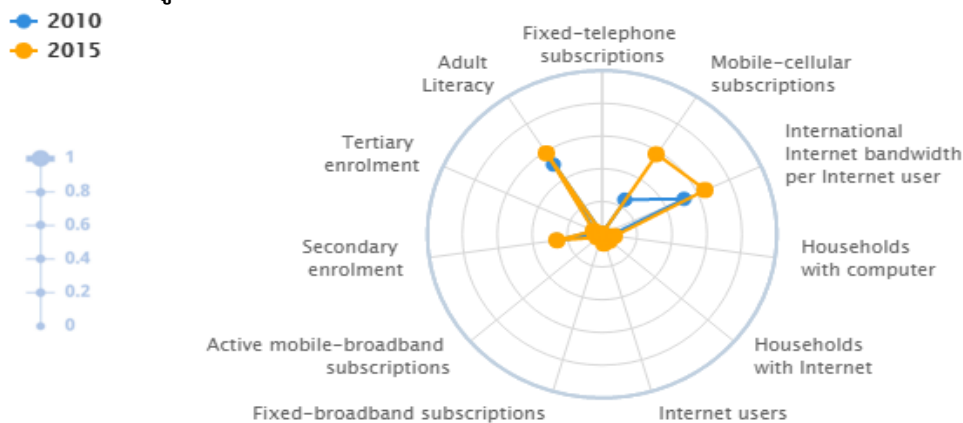 2010
2015
Fixed-telephone
subscriptions
Mobile-cellular
subscriptions
International
Internet bandwidth
per Internet user
Households
with computer
Households
with Internet
Internet users
Fixed-broadband subscriptions
Active mobile-broadband
subscriptions
Secondary
enrolment
Tertiary
enrolment
Adult
Literacy
1
0.8
0.6
0.4
0.2
0